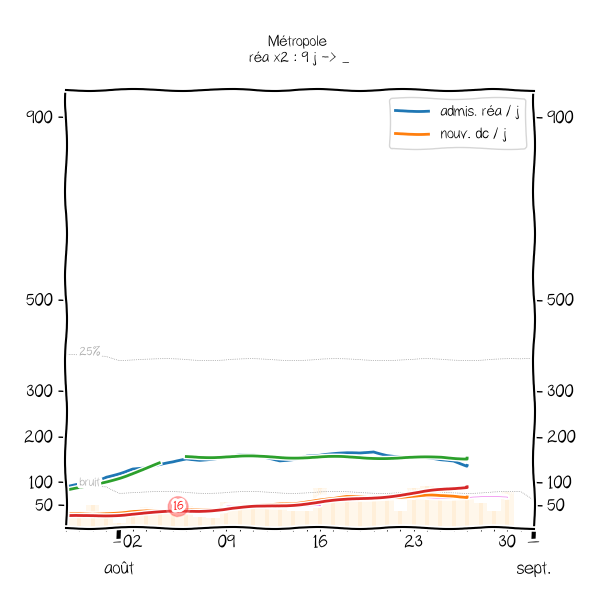 Métropole
réa x2 : 9 j -> _
admis. réa / j
nouv. dc / j
900
900
500
500
25%
300
300
200
200
bruit
100
100
16
50
50
02
09
16
23
30
août
sept.